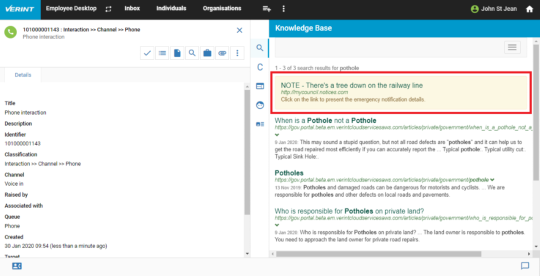 VERINT Employee Desktop Inbox Individuals Organisations John St Jean
101000001143 : Interaction >> Channel >> Phone
Phone interaction
Details
Title
Phone interaction
Description
Identifier
101000001143
Classification
Interaction >> Channel >> Phone
Channel
Voice in
Raised by
Associated with
Queue
Phone
Created
30 Jan 2020 09:54 (less than a minute ago)
Target
Knowledge Base
1 - 3 of 3 search results for pothole
NOTE - There's a tree down on the railway line
http://mycouncil.notices.com
Click on the link to present the emergency notification details.
When is a Pothole not a Pothole
https://gov.portal.beta.em.verintcloudservicesaws.com/articles/private/government/when_is_a_pothole_not_a
8 Jan 2020 This may sound a stupid question, but not all road defects are "potholes" and it can help us to
get the road repaired most efficiently if you can accurately report the ... Typical pothole. Typical utility cut .
Typical Sink Hole.
Potholes
https://gov.portal.beta.em.verintcloudservicesaws.com/articles/private/government/pothole
13 Nov 2019 Potholes and damaged roads can be dangerous for motorists and cyclists. ... We are
responsible for potholes and other defects on local roads and pavements.
Who is responsible for Potholes on private land?
https://gov.portal.beta.em.verintcloudservicesaws.com/articles/private/government/who_is_responsible_for_po
8 Jan 2020 Who is responsible for Potholes on private land? ... The land owner is responsible to potholes.
You need to approach the land owner for private road repairs.